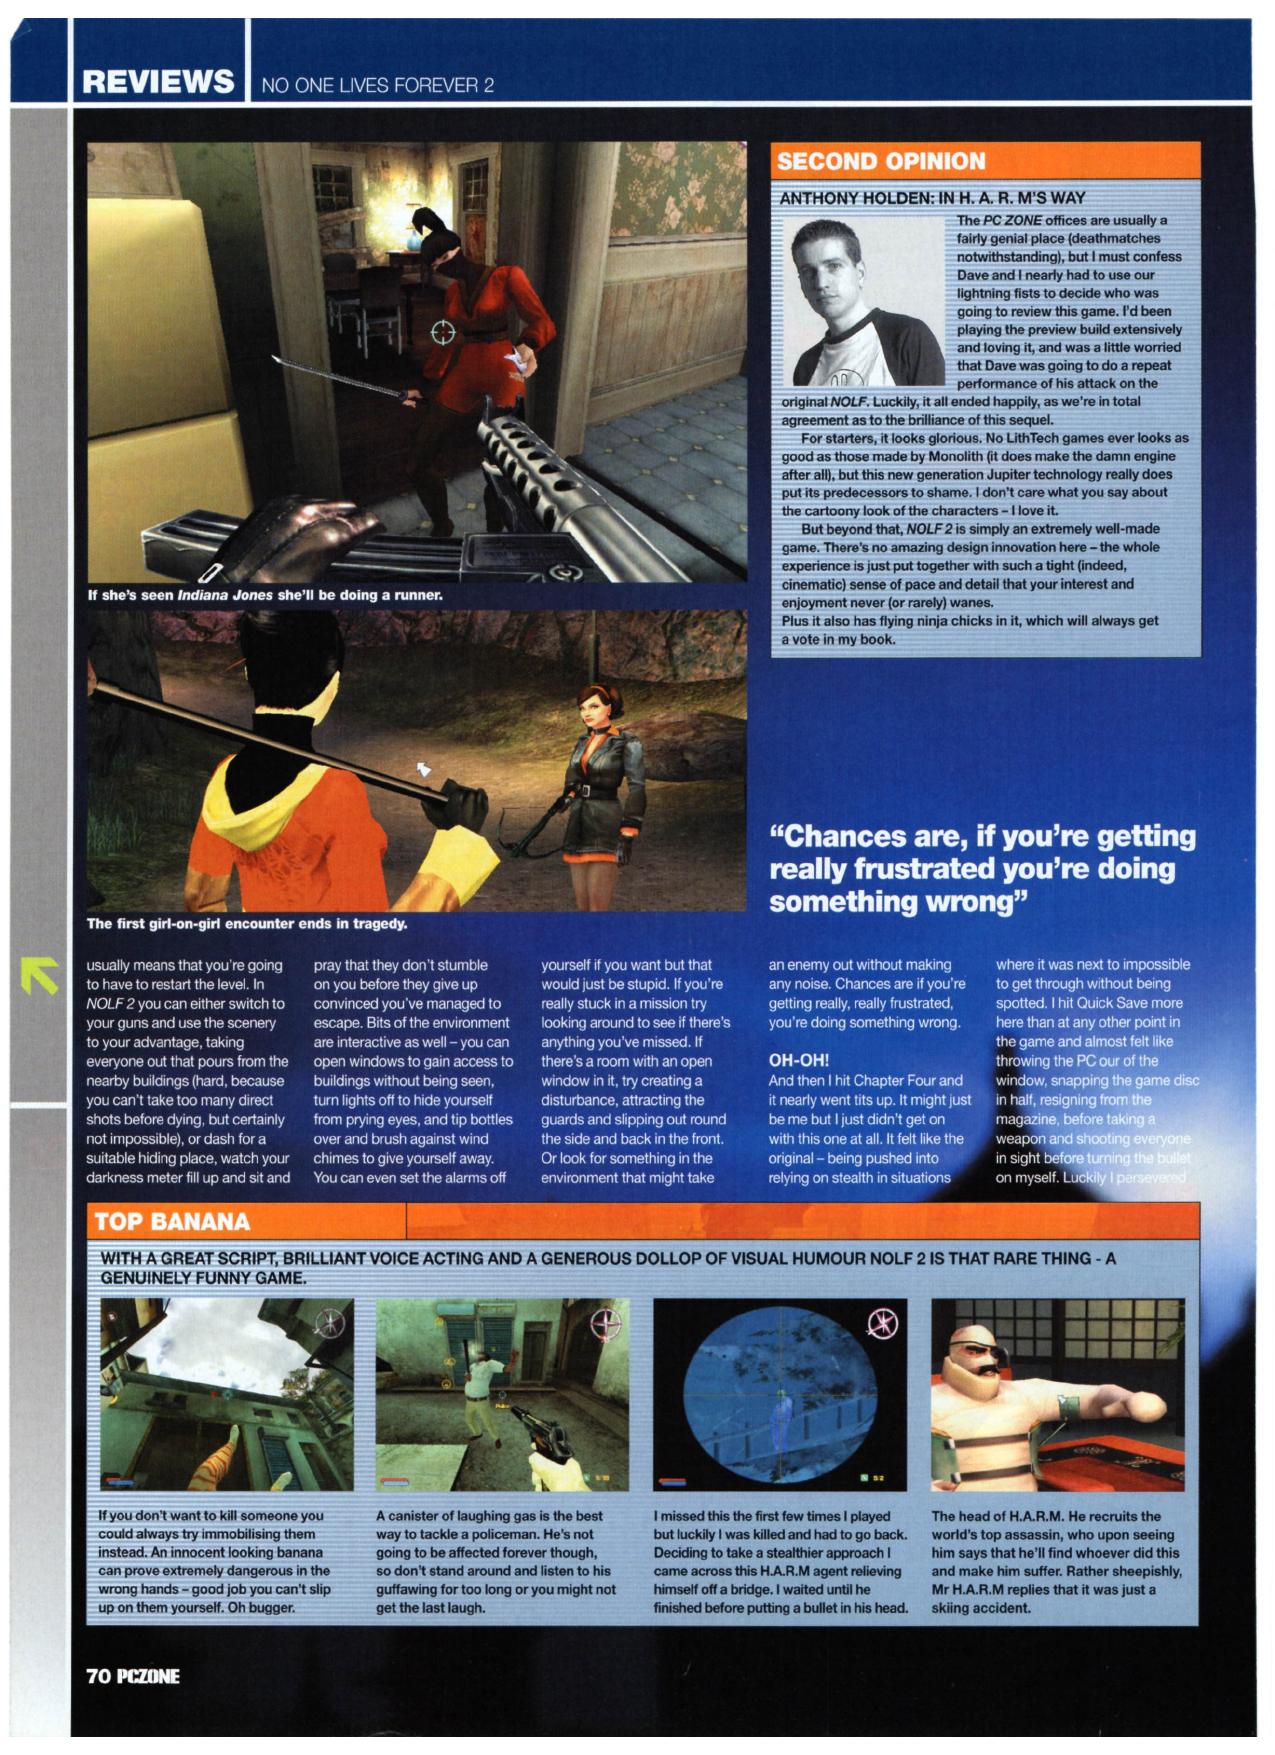 REVIEWS
NO ONE LIVES FOREVER 2
If she's seen Indiana Jones she'll be doing a runner.
The first girl-on-girl encounter ends in tragedy.
SECOND OPINION
ANTHONY HOLDEN: IN H. A. R. M'S WAY
The PC ZONE offices are usually a
fairly genial place (deathmatches
notwithstanding), but I must confess
Dave and I nearly had to use our
lightning fists to decide who was
going to review this game. I'd been
playing the preview build extensively
and loving it, and was a little worried
that Dave was going to do a repeat
performance of his attack on the
original NOLF. Luckily, it all ended happily, as we're in total
agreement as to the brilliance of this sequel.
For starters, it looks glorious. No LithTech games ever looks as
good as those made by Monolith (it does make the damn engine
after all), but this new generation Jupiter technology really does
put its predecessors to shame. I don't care what you say about
the cartoony look of the characters – I love it.
But beyond that, NOLF 2 is simply an extremely well-made
game. There's no amazing design innovation here – the whole
experience is just put together with such a tight (indeed,
cinematic) sense of pace and detail that your interest and
enjoyment never (or rarely) wanes.
Plus it also has flying ninja chicks in it, which will always get
a vote in my book.
"Chances are, if you're getting
really frustrated you're doing
something wrong"
usually means that you're going
to have to restart the level. In
NOLF 2 you can either switch to
your guns and use the scenery
to your advantage, taking
everyone out that pours from the
nearby buildings (hard, because
you can't take too many direct
shots before dying, but certainly
not impossible), or dash for a
suitable hiding place, watch your
darkness meter fill up and sit and
pray that they don't stumble
on you before they give up
convinced you've managed to
escape. Bits of the environment
are interactive as well – you can
open windows to gain access to
buildings without being seen,
turn lights off to hide yourself
from prying eyes, and tip bottles
over and brush against wind
chimes to give yourself away.
You can even set the alarms off
yourself if you want but that
would just be stupid. If you're
really stuck in a mission try
looking around to see if there's
anything you've missed. If
there's a room with an open
window in it, try creating a
disturbance, attracting the
guards and slipping out round
the side and back in the front.
Or look for something in the
environment that might take
an enemy out without making
any noise. Chances are if you're
getting really, really frustrated,
you're doing something wrong.
OH-OH!
And then I hit Chapter Four and
it nearly went tits up. It might just
be me but I just didn't get on
with this one at all. It felt like the
original – being pushed into
relying on stealth in situations
where it was next to impossible
to get through without being
spotted. I hit Quick Save more
here than at any other point in
the game and almost felt like
throwing the PC our of the
window, snapping the game disc
in half, resigning from the
magazine, before taking a
weapon and shooting everyone
in sight before turning the bullet
on myself. Luckily I persevered
TOP BANANA
WITH A GREAT SCRIPT, BRILLIANT VOICE ACTING AND A GENEROUS DOLLOP OF VISUAL HUMOUR NOLF 2 IS THAT RARE THING - A
GENUINELY FUNNY GAME.
If you don't want to kill someone you
could always try immobilising them
instead. An innocent looking banana
can prove extremely dangerous in the
wrong hands – good job you can't slip
up on them yourself. Oh bugger.
A canister of laughing gas is the best
way to tackle a policeman. He's not
going to be affected forever though,
so don't stand around and listen to his
guffawing for too long or you might not
get the last laugh.
I missed this the first few times I played
but luckily I was killed and had to go back.
Deciding to take a stealthier approach I
came across this H.A.R.M agent relieving
himself off a bridge. I waited until he
finished before putting a bullet in his head.
The head of H.A.R.M. He recruits the
world's top assassin, who upon seeing
him says that he'll find whoever did this
and make him suffer. Rather sheepishly,
Mr H.A.R.M replies that it was just a
skiing accident.
70 PCZONE